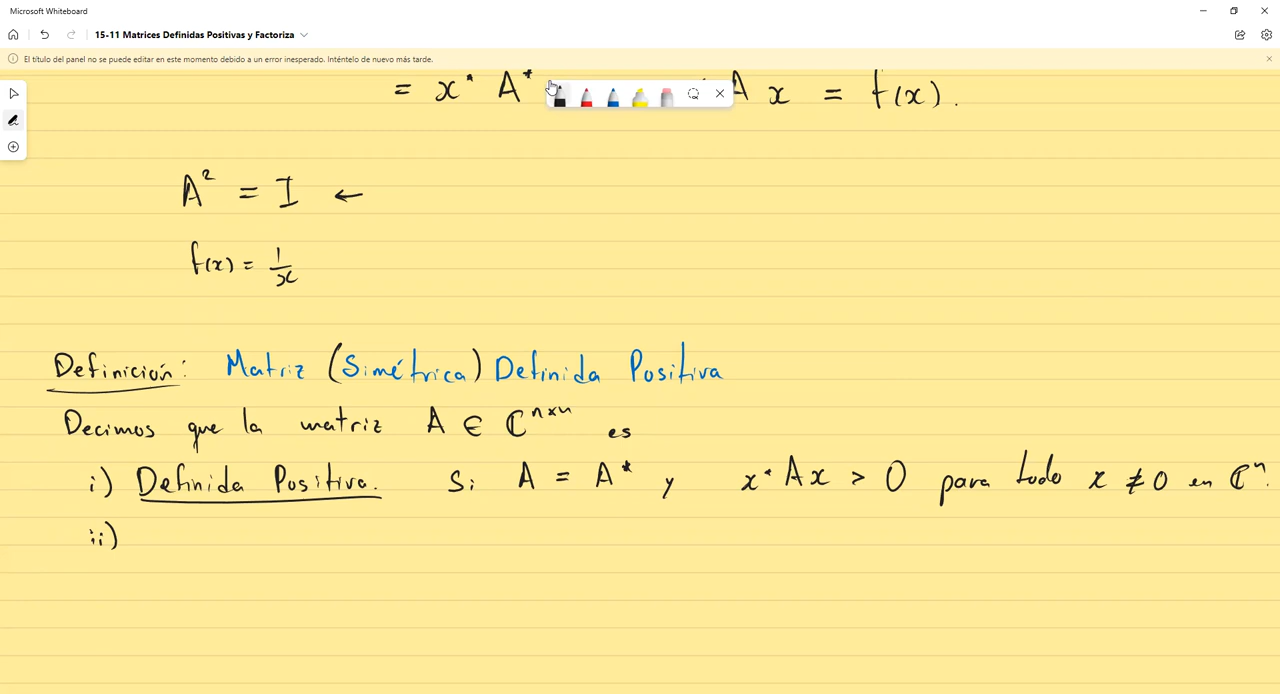 Microsoft Whiteboard
15-11 Matrices Definidas Positivas y Factoriza
El título del panel no se puede editar en este momento debido a un error inesperado. Inténtelo de nuevo más tarde.
= x* A* A x = f(x).
A² = I ←
f(x) = 1/x
Definición: Matriz (Simétrica) Definida Positiva
Decimos que la matriz A ∈ ℂⁿˣⁿ es
i) Definida Positiva. Si A = A* y x* A x > 0 para todo x ≠ 0 en ℂⁿ.
ii)